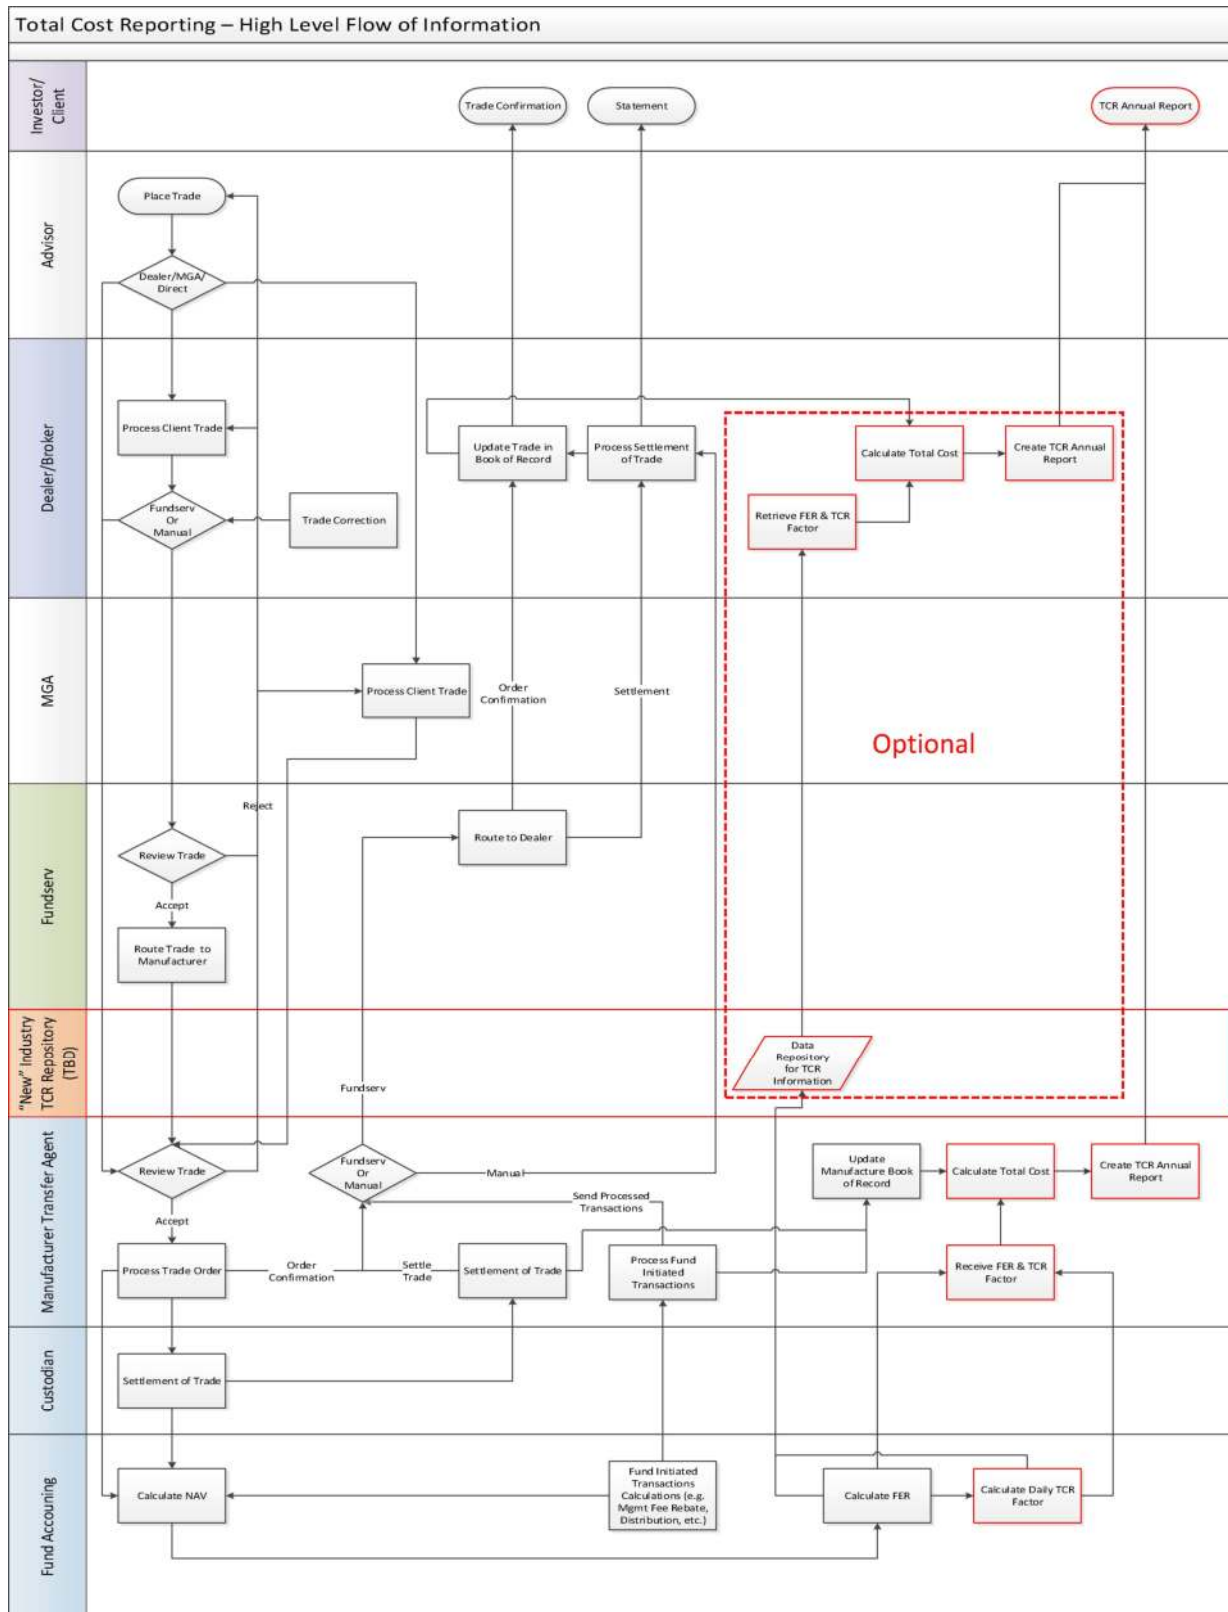 Total Cost Reporting – High Level Flow of Information
Investor/
Client
Trade Confirmation
Statement
TCR Annual Report
Advisor
Place Trade
Dealer/MGA/
Direct
Dealer/Broker
Process Client Trade
Update Trade in
Book of Record
Process Settlement
of Trade
Calculate Total Cost
Create TCR Annual
Report
Fundserv
Or
Manual
Trade Correction
Retrieve FER & TCR
Factor
MGA
Process Client Trade
Order
Confirmation
Settlement
Optional
Fundserv
Reject
Review Trade
Route to Dealer
Accept
Route Trade to
Manufacturer
"New" Industry
TCR Repository
(TBD)
Data
Repository
for TCR
Information
Fundserv
Manufacturer Transfer Agent
Review Trade
Fundserv
Or
Manual
Manual
Update
Manufacture Book
of Record
Calculate Total Cost
Create TCR Annual
Report
Send Processed
Transactions
Accept
Process Trade Order
Order
Confirmation
Settle
Trade
Settlement of Trade
Process Fund
Initiated
Transactions
Receive FER & TCR
Factor
Custodian
Settlement of Trade
Fund Accouning
Calculate NAV
Fund Initiated
Transactions
Calculations (e.g.
Mgmt Fee Rebate,
Distribution, etc.)
Calculate FER
Calculate Daily TCR
Factor